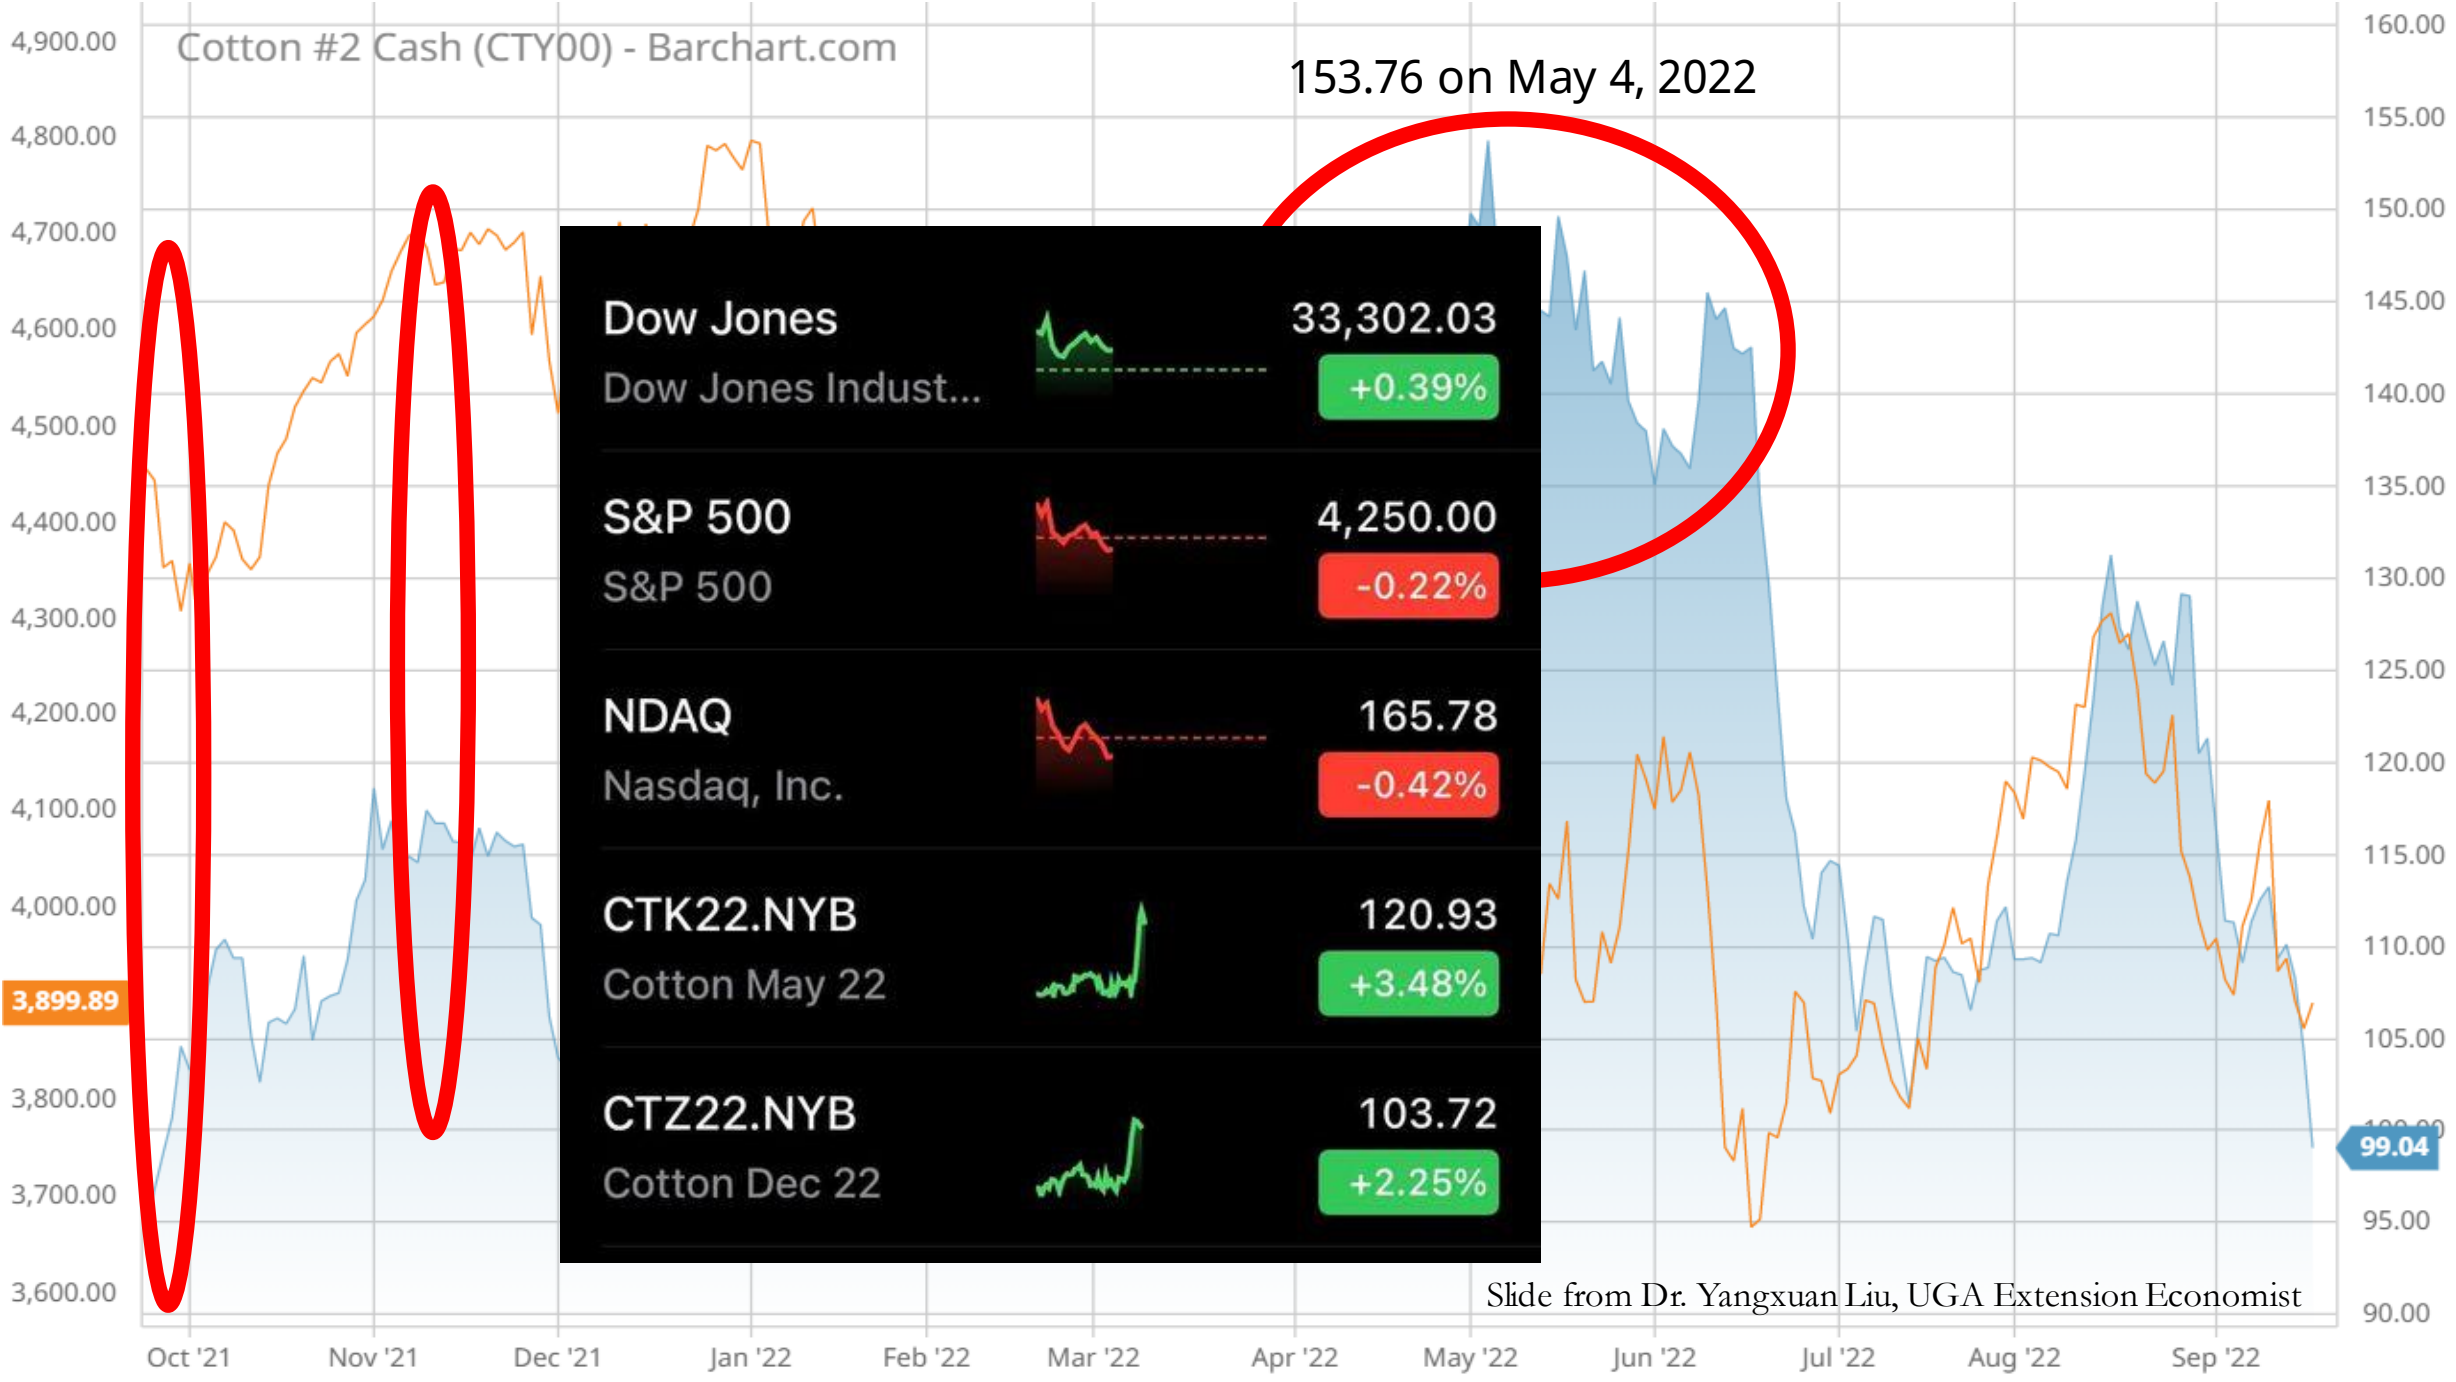 Cotton #2 Cash (CTY00) - Barchart.com
153.76 on May 4, 2022
4,900.00
4,800.00
4,700.00
4,600.00
4,500.00
4,400.00
4,300.00
4,200.00
4,100.00
4,000.00
3,899.89
3,800.00
3,700.00
3,600.00
Dow Jones 33,302.03
Dow Jones Indust... +0.39%
S&P 500 4,250.00
S&P 500 -0.22%
NDAQ 165.78
Nasdaq, Inc. -0.42%
CTK22.NYB 120.93
Cotton May 22 +3.48%
CTZ22.NYB 103.72
Cotton Dec 22 +2.25%
160.00
155.00
150.00
145.00
140.00
135.00
130.00
125.00
120.00
115.00
110.00
105.00
100.00
99.04
95.00
90.00
Slide from Dr. Yangxuan Liu, UGA Extension Economist
Oct '21 Nov '21 Dec '21 Jan '22 Feb '22 Mar '22 Apr '22 May '22 Jun '22 Jul '22 Aug '22 Sep '22